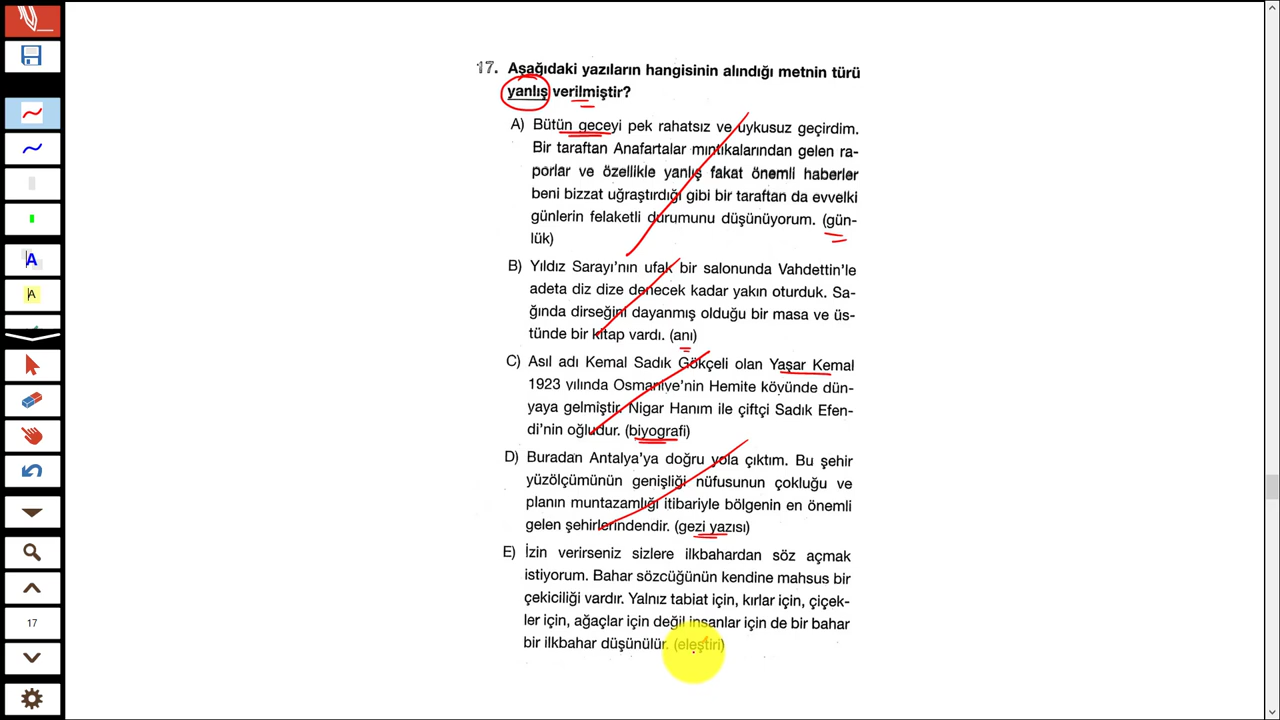 17. Aşağıdaki yazıların hangisinin alındığı metnin türü
yanlış verilmiştir?
A) Bütün geceyi pek rahatsız ve uykusuz geçirdim.
Bir taraftan Anafartalar mıntıkalarından gelen ra-
porlar ve özellikle yanlış fakat önemli haberler
beni bizzat uğraştırdığı gibi bir taraftan da evvelki
günlerin felaketli durumunu düşünüyorum. (gün-
lük)
B) Yıldız Sarayı'nın ufak bir salonunda Vahdettin'le
adeta diz dize denecek kadar yakın oturduk. Sa-
ğında dirseğini dayanmış olduğu bir masa ve üs-
tünde bir kitap vardı. (anı)
C) Asıl adı Kemal Sadık Gökçeli olan Yaşar Kemal
1923 yılında Osmaniye'nin Hemite köyünde dün-
yaya gelmiştir. Nigar Hanım ile çiftçi Sadık Efen-
di'nin oğludur. (biyografi)
D) Buradan Antalya'ya doğru yola çıktım. Bu şehir
yüzölçümünün genişliği nüfusunun çokluğu ve
planın muntazamlığı itibariyle bölgenin en önemli
gelen şehirlerindendir. (gezi yazısı)
E) İzin verirseniz sizlere ilkbahardan söz açmak
istiyorum. Bahar sözcüğünün kendine mahsus bir
çekiciliği vardır. Yalnız tabiat için, kırlar için, çiçek-
ler için, ağaçlar için değil insanlar için de bir bahar
bir ilkbahar düşünülür. (eleştiri)
A
A
17